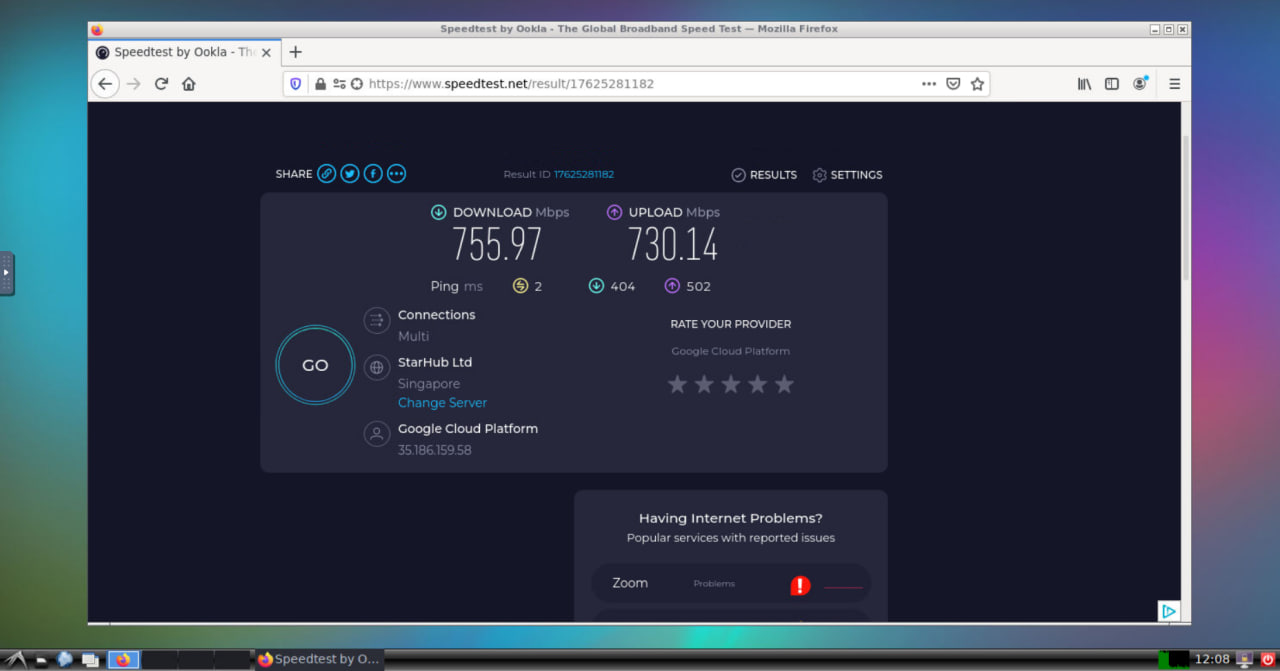 Speedtest by Ookla - The Global Broadband Speed Test — Mozilla Firefox
Speedtest by Ookla - Th
https://www.speedtest.net/result/17625281182
SHARE
Result ID 17625281182
RESULTS
SETTINGS
DOWNLOAD Mbps
UPLOAD Mbps
755.97
730.14
Ping ms
2
404
502
Connections
Multi
GO
StarHub Ltd
Singapore
Change Server
Google Cloud Platform
35.186.159.58
RATE YOUR PROVIDER
Google Cloud Platform
Having Internet Problems?
Popular services with reported issues
Zoom
Problems
Speedtest by O...
12:08